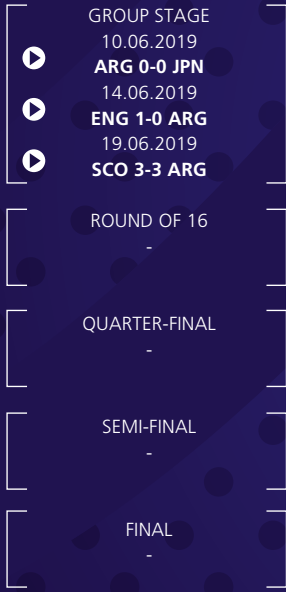 GROUP STAGE
10.06.2019
ARG 0-0 JPN
14.06.2019
ENG 1-0 ARG
19.06.2019
SCO 3-3 ARG
ROUND OF 16
-
QUARTER-FINAL
-
SEMI-FINAL
-
FINAL
-